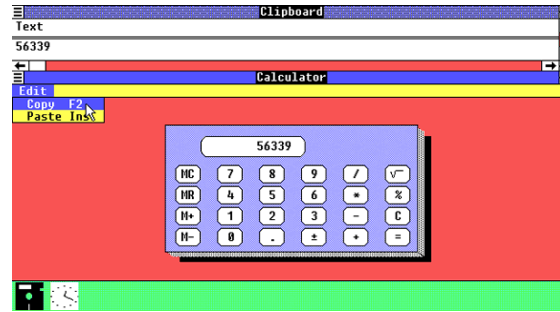 Clipboard
Text
56339
Calculator
Edit
Copy F2
Paste Ins
56339
MC 7 8 9 / √
MR 4 5 6 * %
M+ 1 2 3 - C
M- 0 . ± + =